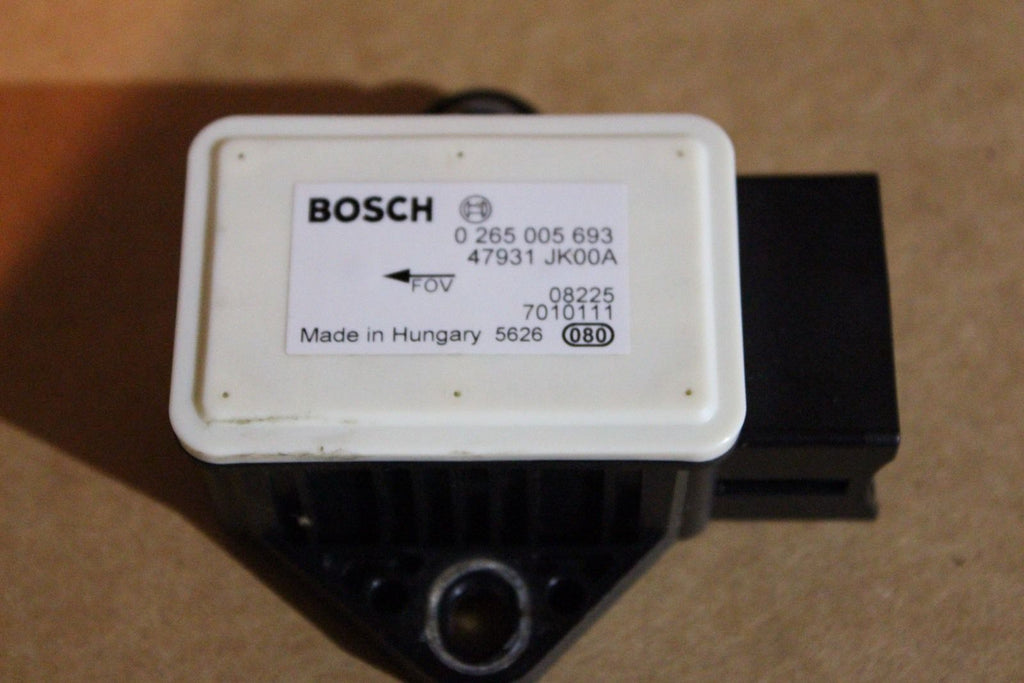 BOSCH
0 265 005 693
47931 JK00A
FOV
08225
7010111
Made in Hungary 5626 080